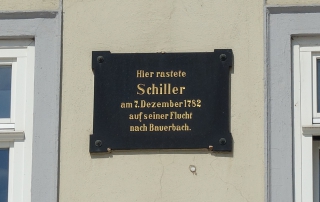 Hier rastete
Schiller
am 7. Dezember 1782
auf seiner Flucht
nach Bauerbach.